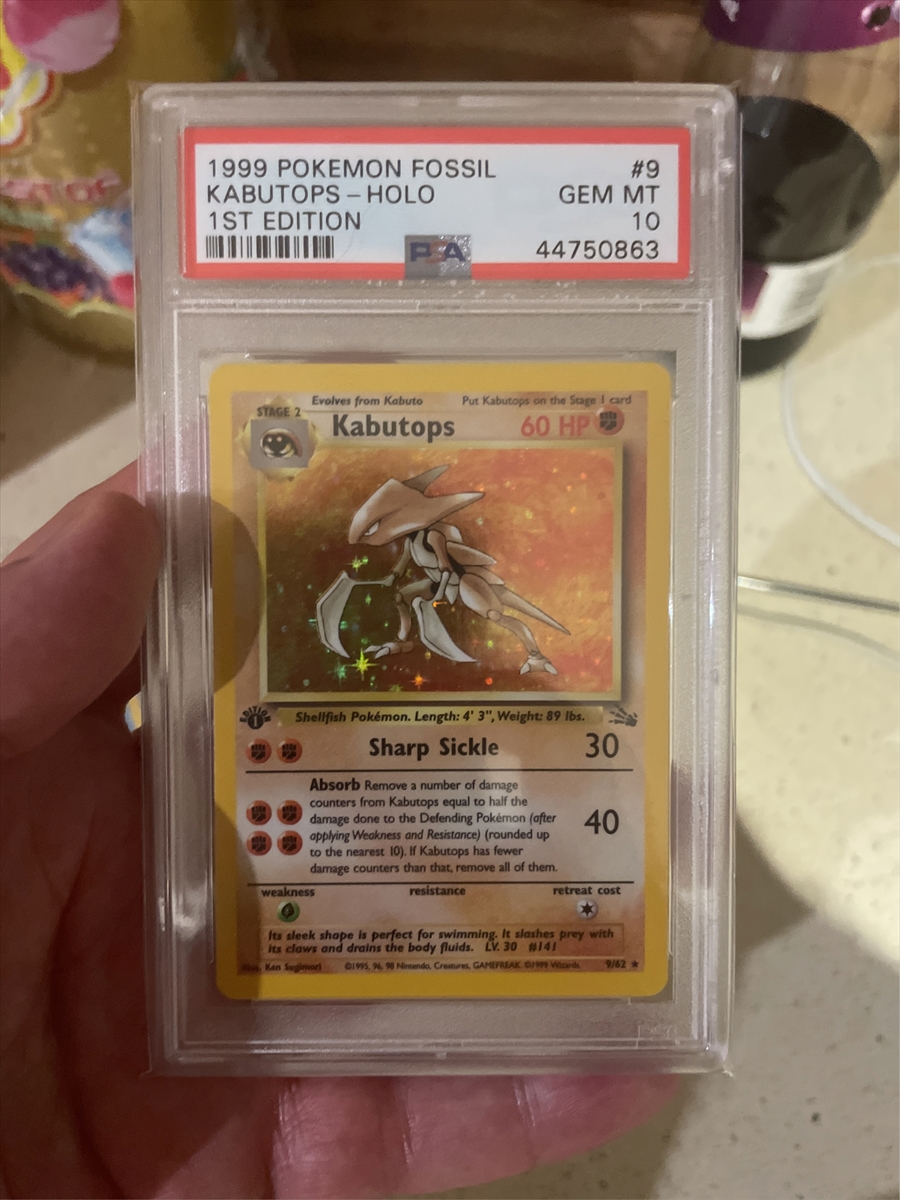 1999 POKEMON FOSSIL #9
KABUTOPS – HOLO GEM MT
1ST EDITION 10
PSA 44750863
Evolves from Kabuto Put Kabutops on the Stage 1 card
STAGE 2
Kabutops 60 HP
EDITION
1
Shellfish Pokémon. Length: 4' 3", Weight: 89 lbs.
Sharp Sickle 30
Absorb Remove a number of damage
counters from Kabutops equal to half the
damage done to the Defending Pokémon (after
applying Weakness and Resistance) (rounded up
to the nearest 10). If Kabutops has fewer
damage counters than that, remove all of them.
40
weakness resistance retreat cost
Its sleek shape is perfect for swimming. It slashes prey with
its claws and drains the body fluids. LV. 30 #141
Illus. Ken Sugimori ©1995, 96, 98 Nintendo, Creatures, GAMEFREAK. ©1999 Wizards. 9/62 ★